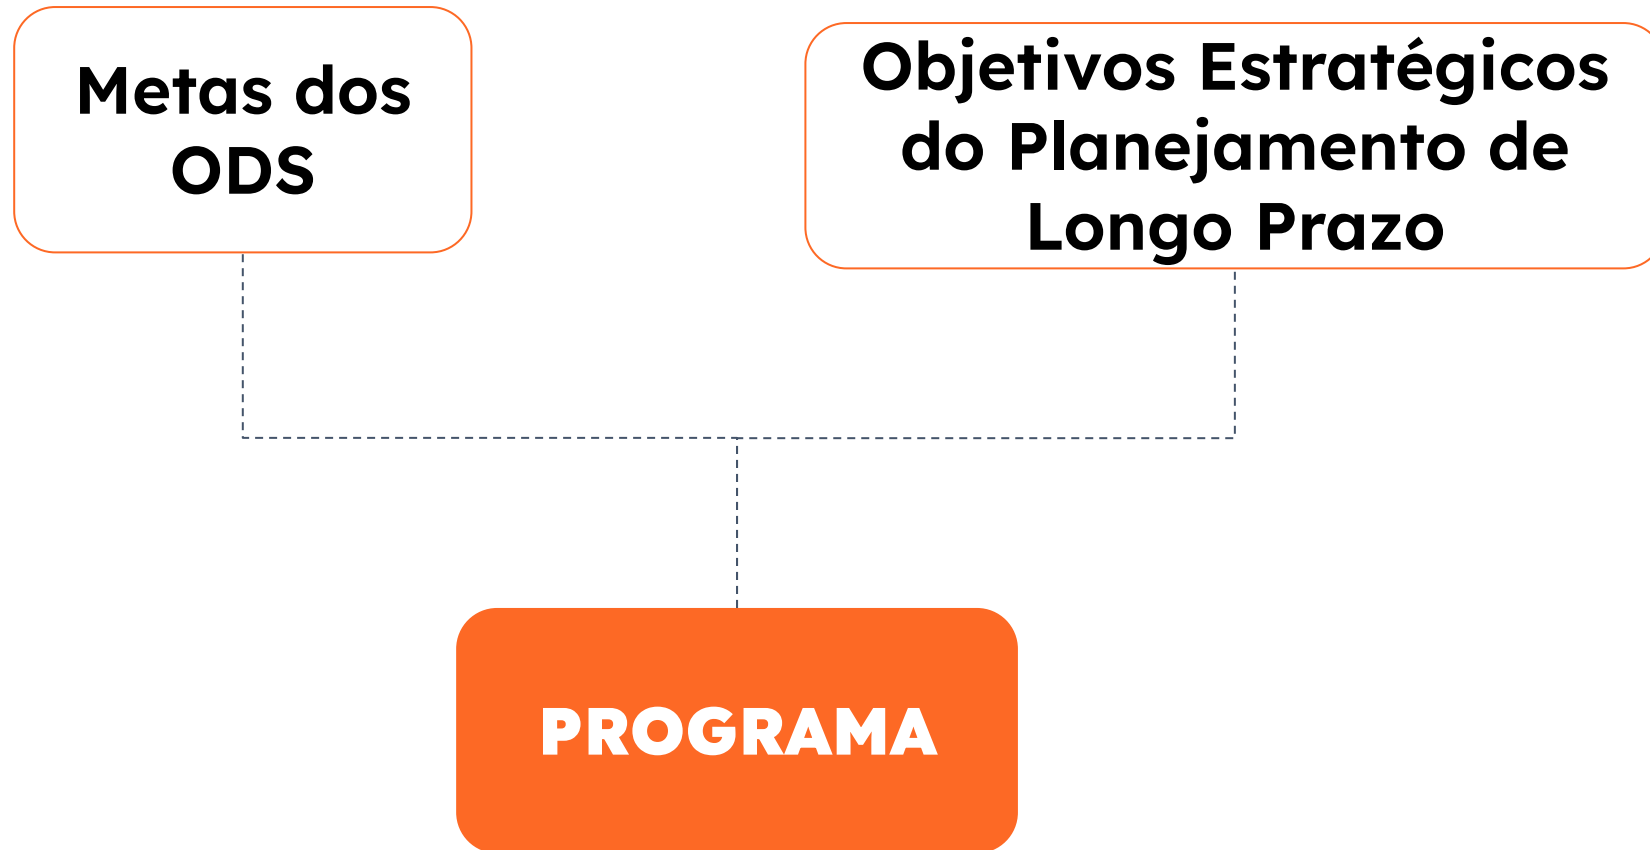 Metas dos
ODS
Objetivos Estratégicos
do Planejamento de
Longo Prazo
PROGRAMA